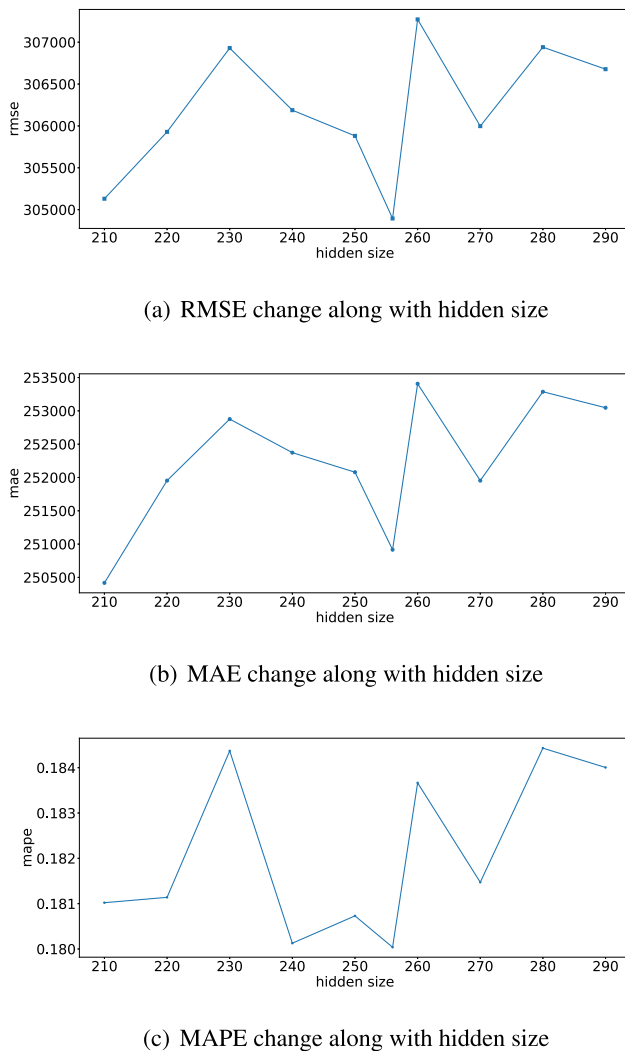 307000
306500
306000
305500
305000
rmse
210 220 230 240 250 260 270 280 290
hidden size
(a) RMSE change along with hidden size
253500
253000
252500
252000
251500
251000
250500
mae
210 220 230 240 250 260 270 280 290
hidden size
(b) MAE change along with hidden size
0.184
0.183
0.182
0.181
0.180
mape
210 220 230 240 250 260 270 280 290
hidden size
(c) MAPE change along with hidden size